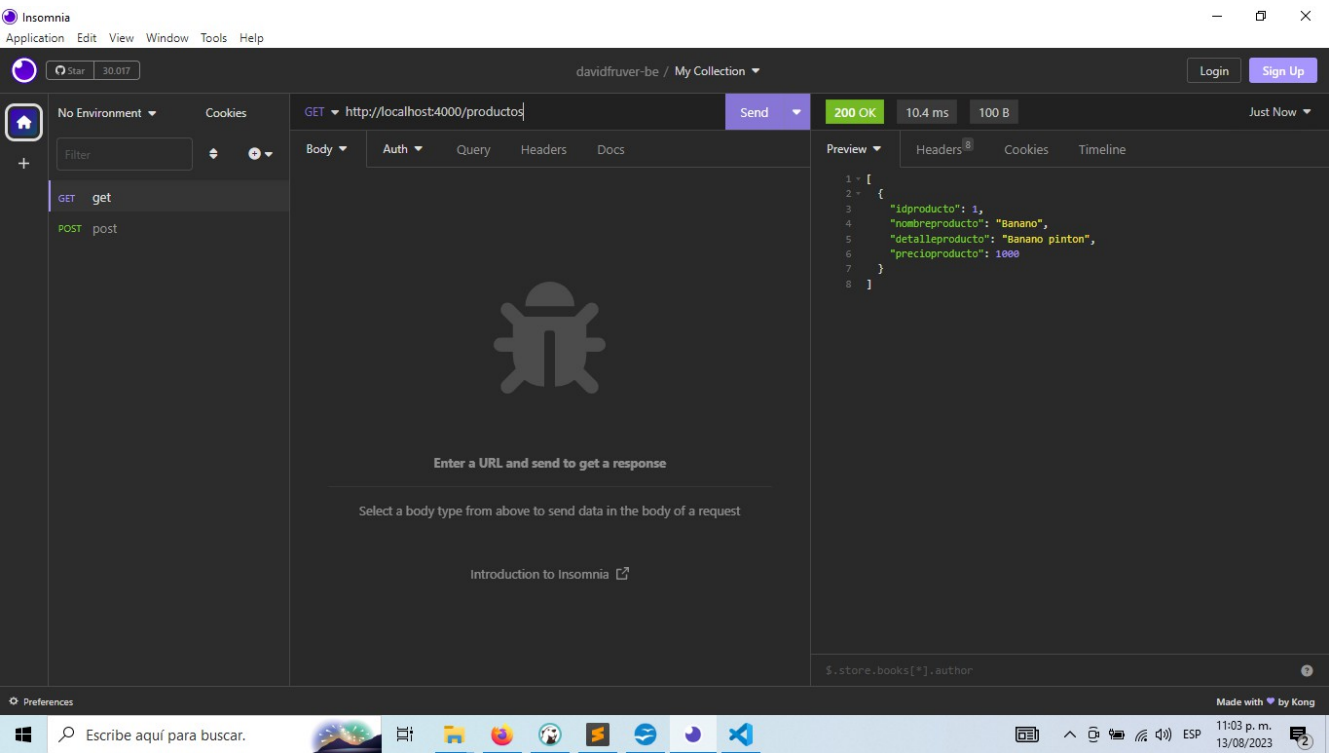 Insomnia
Application Edit View Window Tools Help
Star 30.017
davidfruver-be / My Collection
Login
Sign Up
No Environment
Cookies
GET http://localhost:4000/productos
Send
200 OK
10.4 ms
100 B
Just Now
Filter
Body
Auth
Query
Headers
Docs
Preview
Headers 8
Cookies
Timeline
GET get
POST post
1 [
2 {
3 "idproducto": 1,
4 "nombreproducto": "Banano",
5 "detalleproducto": "Banano pinton",
6 "precioproducto": 1000
7 }
8 ]
Enter a URL and send to get a response
Select a body type from above to send data in the body of a request
Introduction to Insomnia
$.store.books[*].author
Preferences
Made with by Kong
Escribe aquí para buscar.
ESP
11:03 p. m.
13/08/2023
2